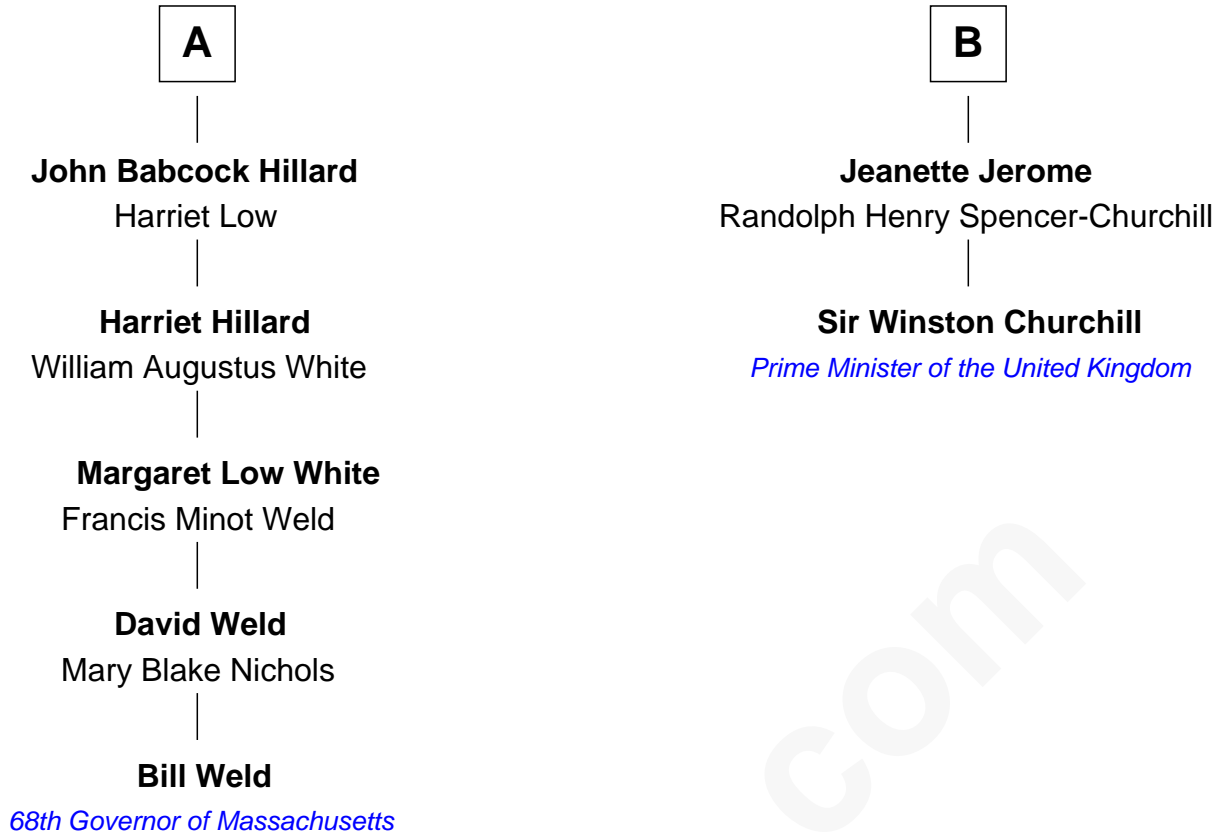 A
John Babcock Hillard
Harriet Low
Harriet Hillard
William Augustus White
Margaret Low White
Francis Minot Weld
David Weld
Mary Blake Nichols
Bill Weld
68th Governor of Massachusetts
B
Jeanette Jerome
Randolph Henry Spencer-Churchill
Sir Winston Churchill
Prime Minister of the United Kingdom
com